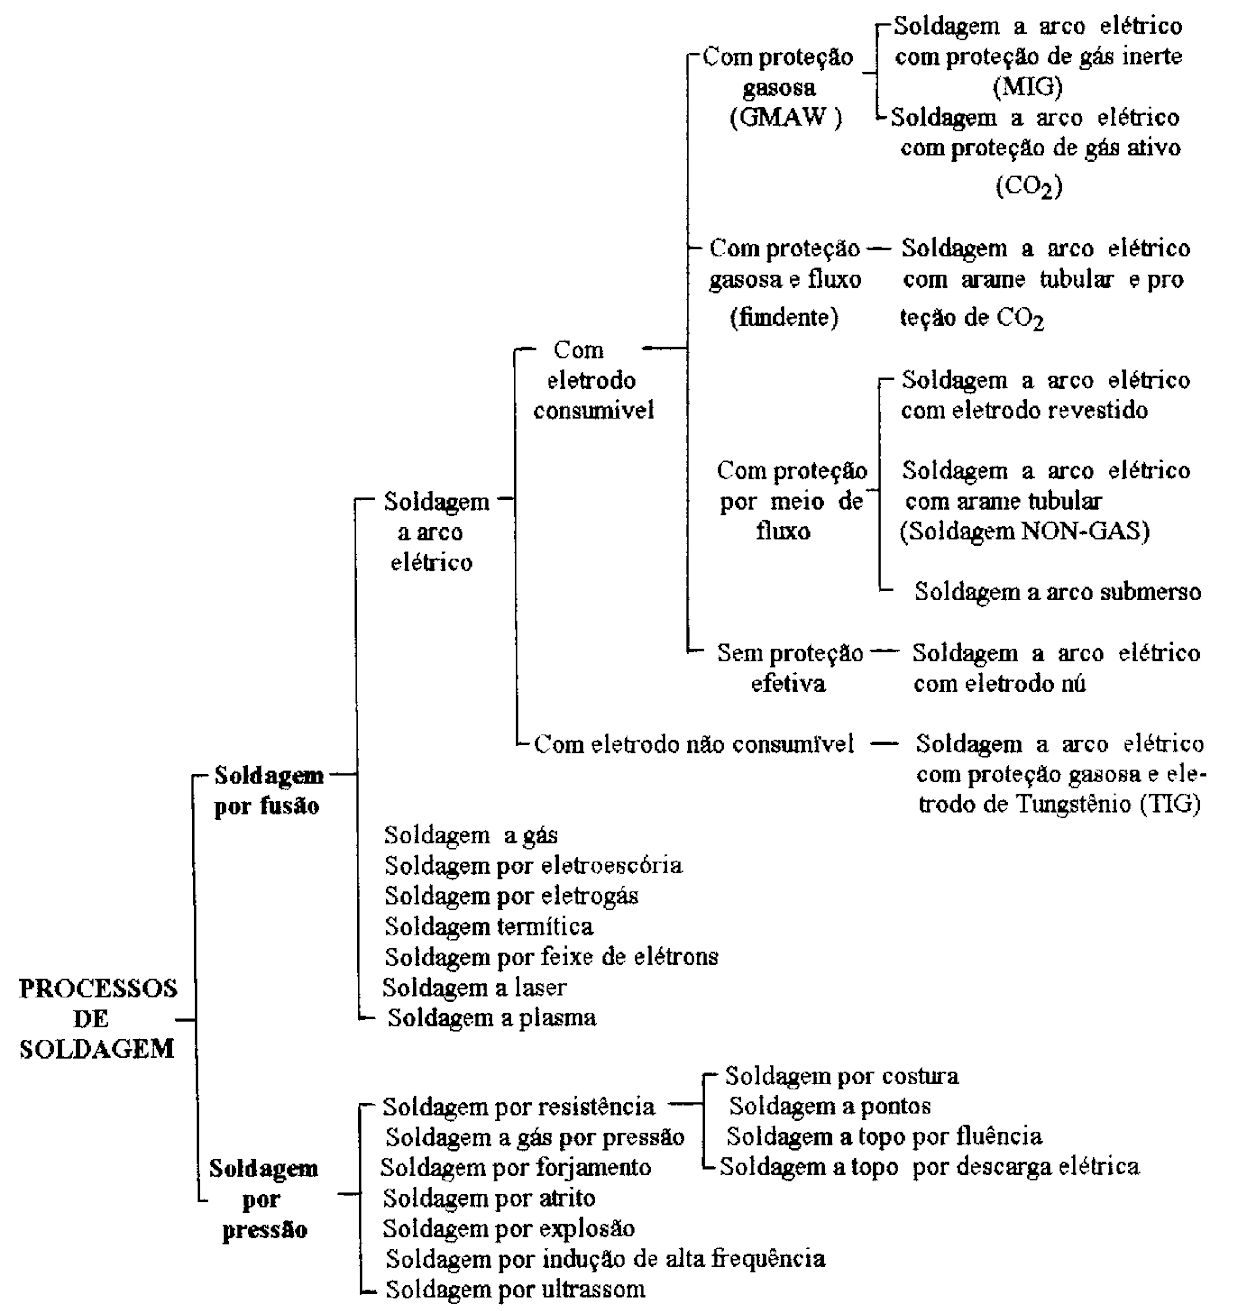 PROCESSOS
DE
SOLDAGEM
Soldagem
por fusão
Soldagem
a arco
elétrico
Com
eletrodo
consumível
Com proteção
gasosa
(GMAW )
Soldagem a arco elétrico
com proteção de gás inerte
(MIG)
Soldagem a arco elétrico
com proteção de gás ativo
(CO2)
Com proteção
gasosa e fluxo
(fundente)
Soldagem a arco elétrico
com arame tubular e pro
teção de CO2
Com proteção
por meio de
fluxo
Soldagem a arco elétrico
com eletrodo revestido
Soldagem a arco elétrico
com arame tubular
(Soldagem NON-GAS)
Soldagem a arco submerso
Sem proteção
efetiva
Soldagem a arco elétrico
com eletrodo nú
Com eletrodo não consumível
Soldagem a arco elétrico
com proteção gasosa e ele-
trodo de Tungstênio (TIG)
Soldagem a gás
Soldagem por eletroescória
Soldagem por eletrogás
Soldagem termítica
Soldagem por feixe de elétrons
Soldagem a laser
Soldagem a plasma
Soldagem
por
pressão
Soldagem por resistência
Soldagem por costura
Soldagem a pontos
Soldagem a topo por fluência
Soldagem a topo por descarga elétrica
Soldagem a gás por pressão
Soldagem por forjamento
Soldagem por atrito
Soldagem por explosão
Soldagem por indução de alta frequência
Soldagem por ultrassom